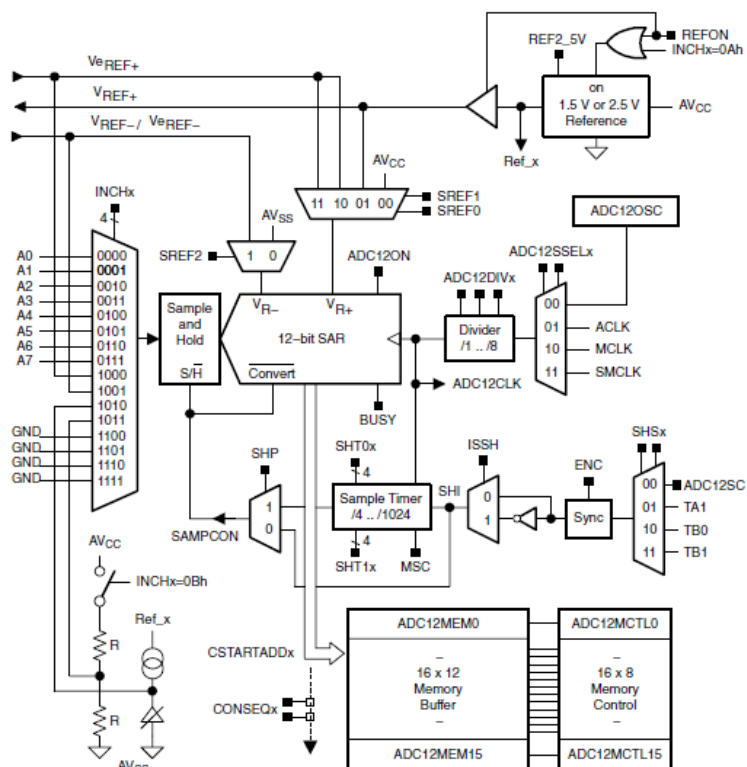 REFON
REF2_5V
INCHx=0Ah
VeREF+
on
VREF+
1.5 V or 2.5 V
AVCC
Reference
VREF− / VeREF−
Ref_x
AVCC
INCHx
SREF1
11 10 01 00
SREF0
4
AVSS
ADC12OSC
A0 0000
SREF2 1 0
ADC12ON
ADC12SSELx
A1 0001
ADC12DIVx
A2 0010
A3 0011
Sample
VR− VR+
00
A4 0100
and
Divider
01 ACLK
A5 0101
Hold
12−bit SAR
/1 .. /8
10 MCLK
A6 0110
A7 0111
S/H
Convert
11 SMCLK
1000
ADC12CLK
1001
1010
BUSY
GND 1011
SHSx
GND 1100
SHT0x
ISSH
GND 1101
SHP
4
ENC
GND 1110
00 ADC12SC
1111
1
Sample Timer
SHI
0
01 TA1
/4 .. /1024
Sync
0
1
10 TB0
SAMPCON
4
11 TB1
AVCC
SHT1x
MSC
INCHx=0Bh
Ref_x
ADC12MEM0
ADC12MCTL0
R
CSTARTADDx
–
–
16 x 12
16 x 8
Memory
Memory
CONSEQx
Buffer
Control
R
–
–
ADC12MEM15
ADC12MCTL15